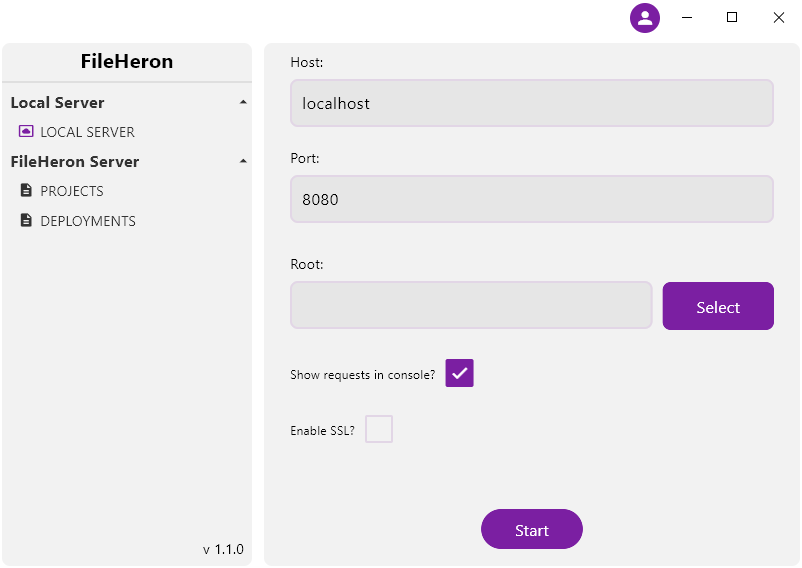 FileHeron
Local Server
LOCAL SERVER
FileHeron Server
PROJECTS
DEPLOYMENTS
v 1.1.0
Host:
localhost
Port:
8080
Root:
Select
Show requests in console?
Enable SSL?
Start